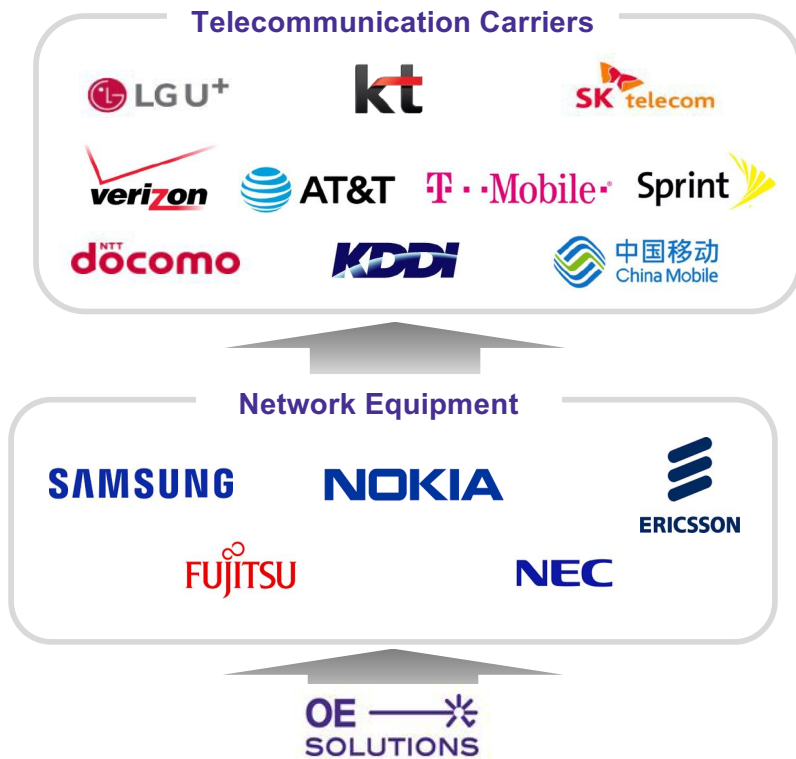 Telecommunication Carriers
LG U+
kt
SK telecom
verizon
AT&T
T··Mobile·
Sprint
NTT
döcomo
KDDI
中国移动
China Mobile
Network Equipment
SAMSUNG
NOKIA
ERICSSON
FUJITSU
NEC
OE
SOLUTIONS